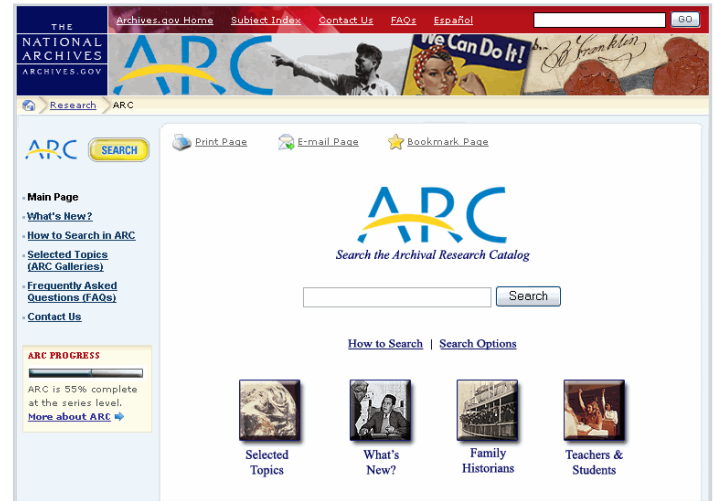 Archives.gov Home Subject Index Contact Us FAQs Español
GO
THE
NATIONAL
ARCHIVES
ARCHIVES.GOV
ARC
We Can Do It!
B. Franklin
Research ARC
ARC SEARCH
Print Page E-mail Page Bookmark Page
Main Page
What's New?
How to Search in ARC
Selected Topics
(ARC Galleries)
Frequently Asked
Questions (FAQs)
Contact Us
ARC
Search the Archival Research Catalog
Search
How to Search | Search Options
ARC PROGRESS
ARC is 55% complete
at the series level.
More about ARC
Selected
Topics
What's
New?
Family
Historians
Teachers &
Students